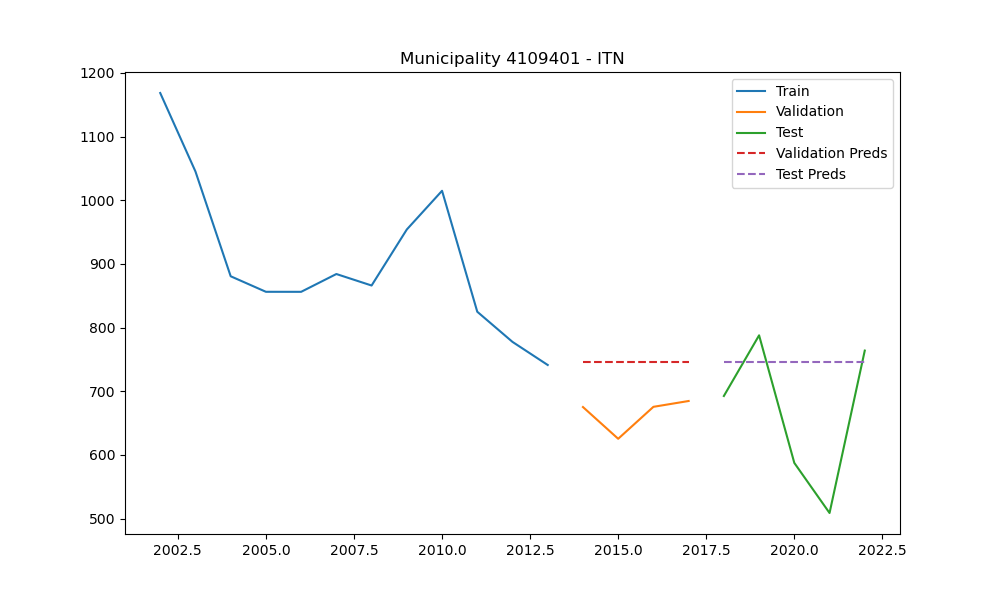 Municipality 4109401 - ITN
1200
1100
1000
900
800
700
600
500
Train
Validation
Test
Validation Preds
Test Preds
2002.5 2005.0 2007.5 2010.0 2012.5 2015.0 2017.5 2020.0 2022.5